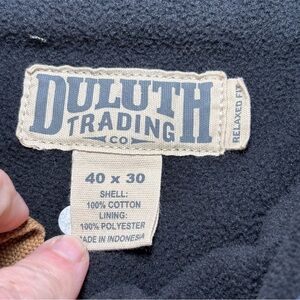 DULUTH
TRADING
CO
RELAXED FIT
40 x 30
SHELL:
100% COTTON
LINING:
100% POLYESTER
MADE IN INDONESIA